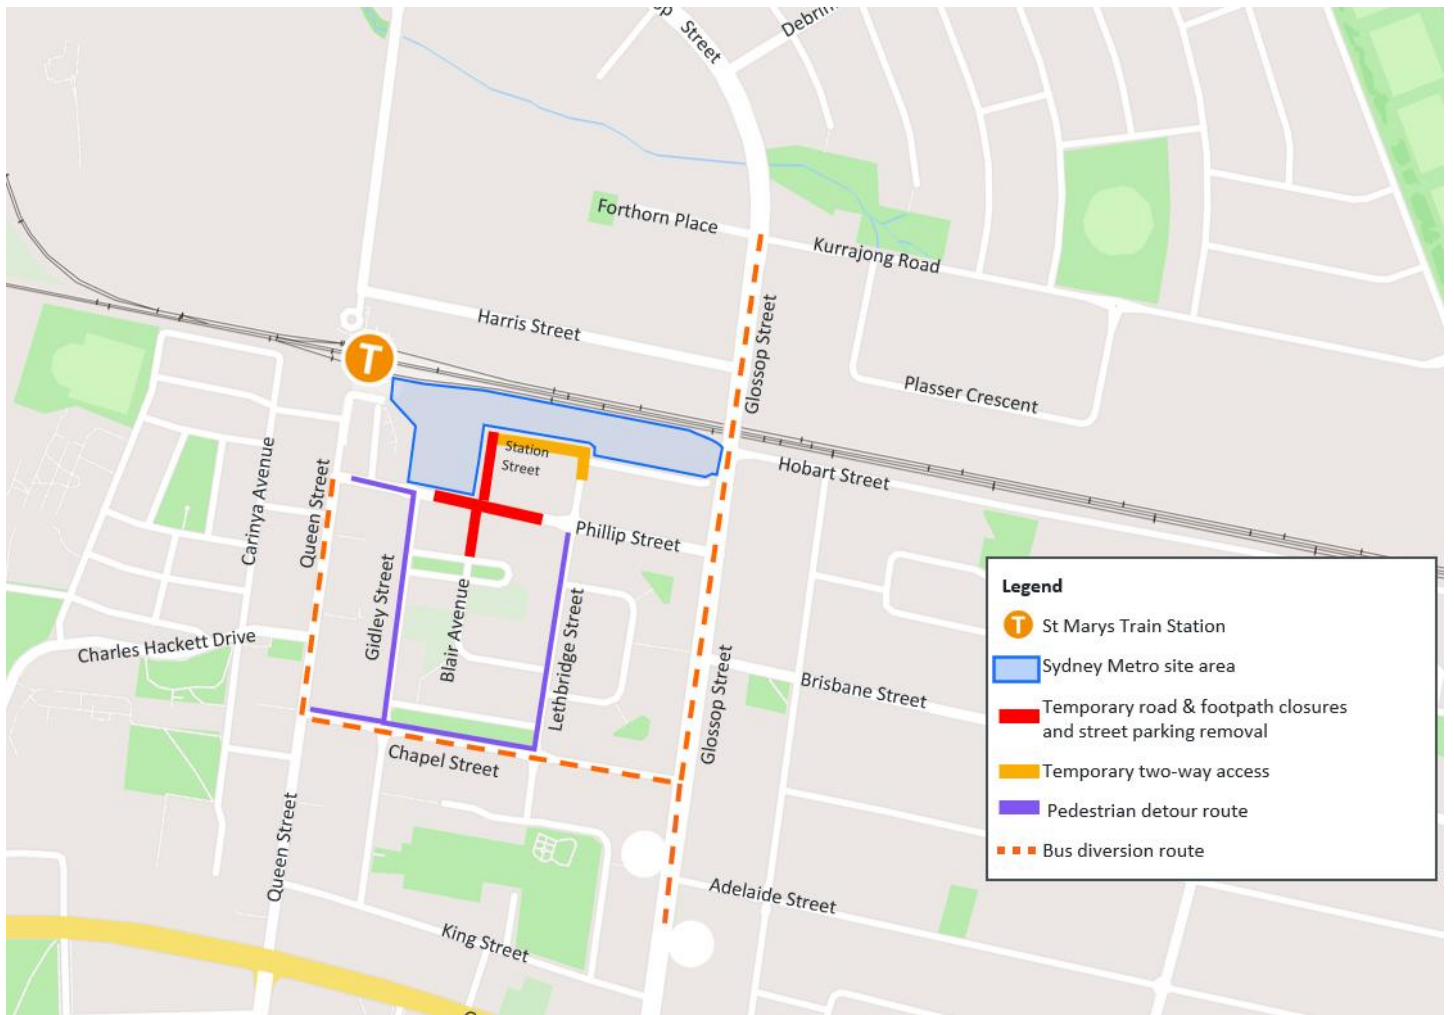 Street
Forthorn Place
Kurrajong Road
Harris Street
Glossop Street
Plasser Crescent
T
Station
Street
Hobart Street
Queen Street
Carinya Avenue
Phillip Street
Gidley Street
Blair Avenue
Lethbridge Street
Charles Hackett Drive
Brisbane Street
Glossop Street
Chapel Street
Queen Street
Adelaide Street
King Street
Legend
T St Marys Train Station
Sydney Metro site area
Temporary road & footpath closures
and street parking removal
Temporary two-way access
Pedestrian detour route
Bus diversion route